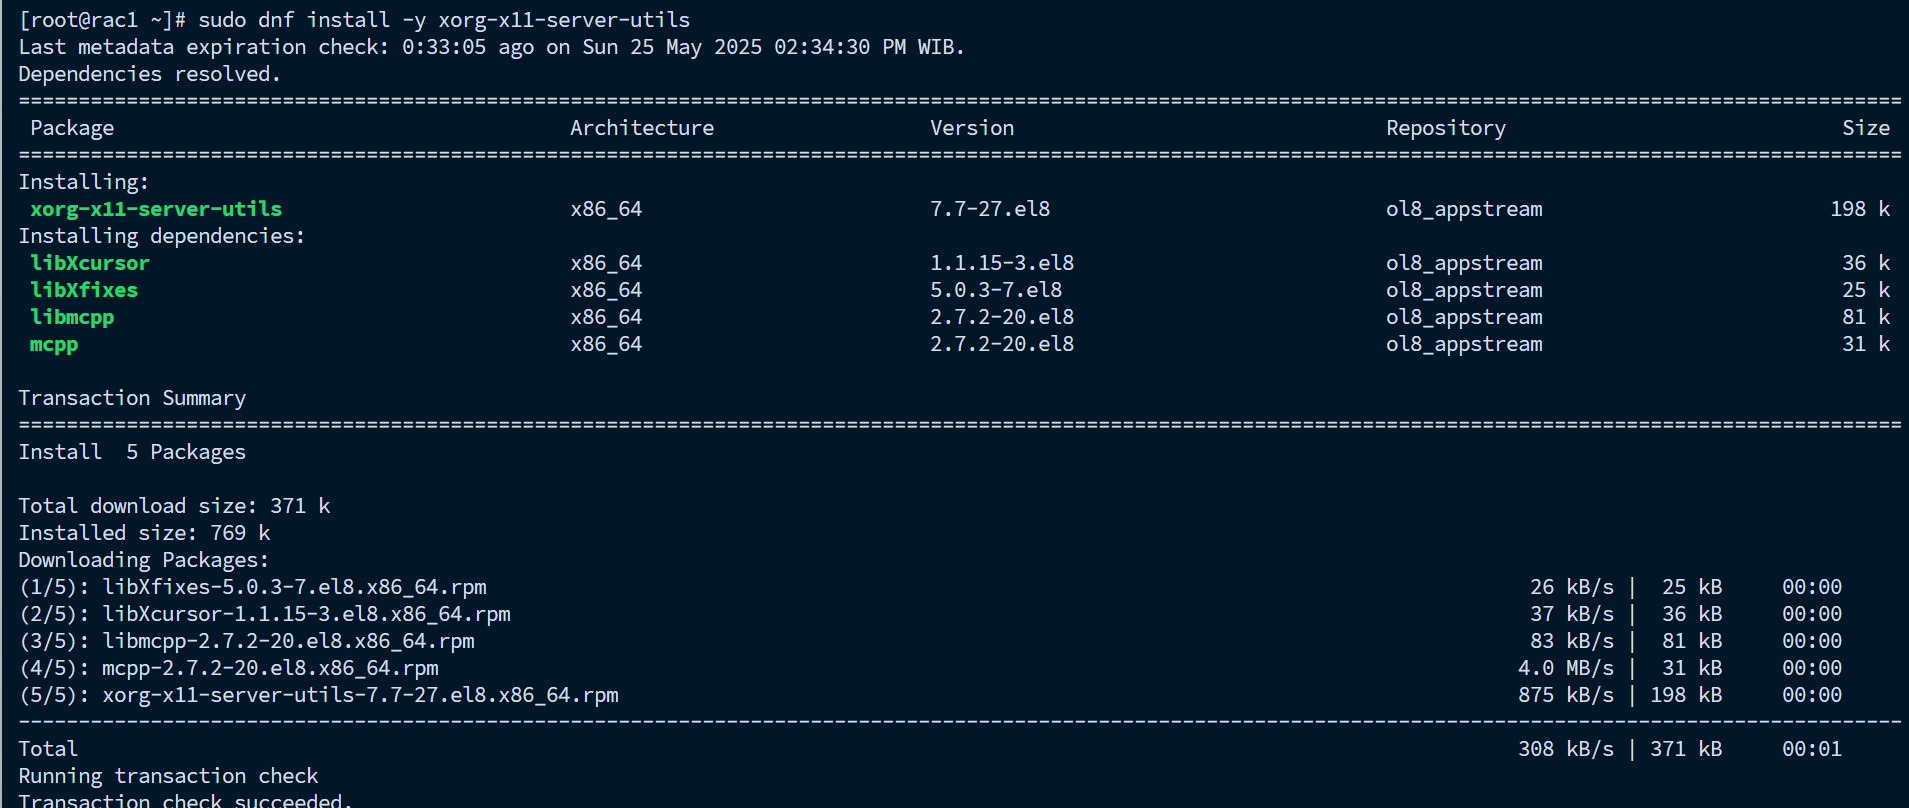 [root@rac1 ~]# sudo dnf install -y xorg-x11-server-utils
Last metadata expiration check: 0:33:05 ago on Sun 25 May 2025 02:34:30 PM WIB.
Dependencies resolved.
================================================================================
Package Architecture Version Repository Size
================================================================================
Installing:
xorg-x11-server-utils x86_64 7.7-27.el8 ol8_appstream 198 k
Installing dependencies:
libXcursor x86_64 1.1.15-3.el8 ol8_appstream 36 k
libXfixes x86_64 5.0.3-7.el8 ol8_appstream 25 k
libmcpp x86_64 2.7.2-20.el8 ol8_appstream 81 k
mcpp x86_64 2.7.2-20.el8 ol8_appstream 31 k
Transaction Summary
================================================================================
Install 5 Packages
Total download size: 371 k
Installed size: 769 k
Downloading Packages:
(1/5): libXfixes-5.0.3-7.el8.x86_64.rpm 26 kB/s | 25 kB 00:00
(2/5): libXcursor-1.1.15-3.el8.x86_64.rpm 37 kB/s | 36 kB 00:00
(3/5): libmcpp-2.7.2-20.el8.x86_64.rpm 83 kB/s | 81 kB 00:00
(4/5): mcpp-2.7.2-20.el8.x86_64.rpm 4.0 MB/s | 31 kB 00:00
(5/5): xorg-x11-server-utils-7.7-27.el8.x86_64.rpm 875 kB/s | 198 kB 00:00
--------------------------------------------------------------------------------
Total 308 kB/s | 371 kB 00:01
Running transaction check
Transaction check succeeded.